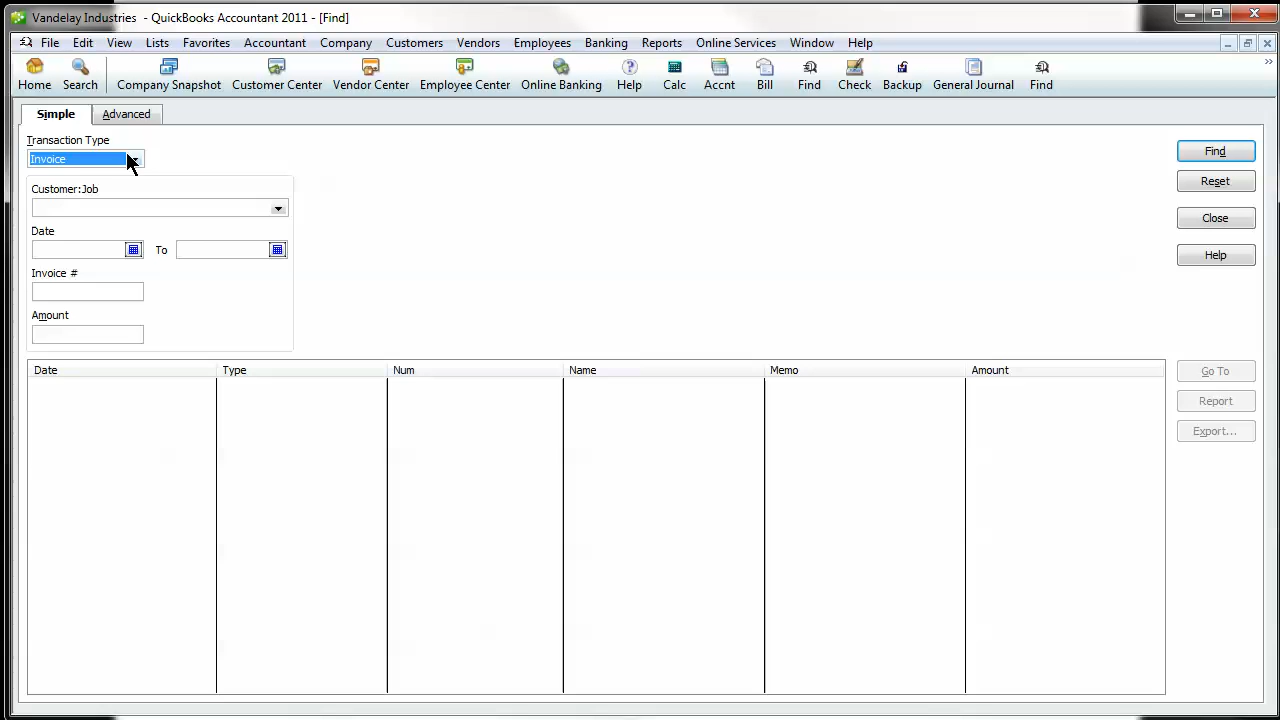 Vandelay Industries - QuickBooks Accountant 2011 - [Find]
File Edit View Lists Favorites Accountant Company Customers Vendors Employees Banking Reports Online Services Window Help
Home Search Company Snapshot Customer Center Vendor Center Employee Center Online Banking Help Calc Accnt Bill Find Check Backup General Journal Find
Simple Advanced
Transaction Type
Invoice
Customer:Job
Date
To
Invoice #
Amount
Find
Reset
Close
Help
Date Type Num Name Memo Amount
Go To
Report
Export...